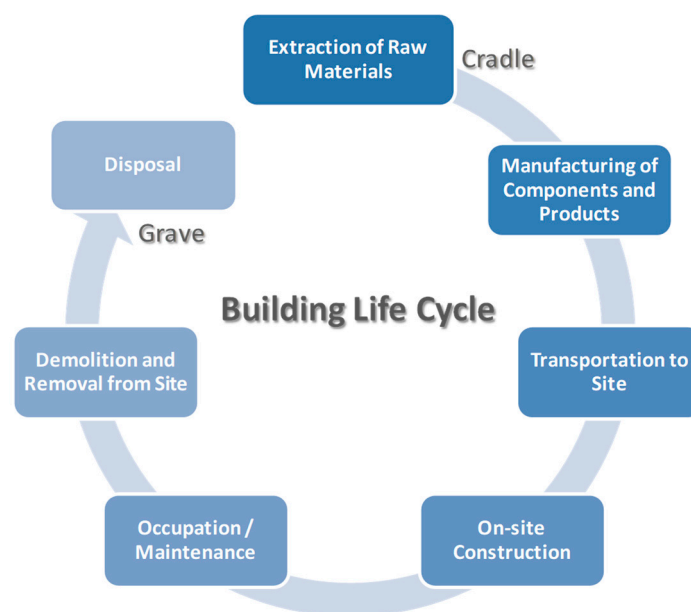 Extraction of Raw
Materials
Cradle
Manufacturing of
Components and
Products
Transportation to
Site
On-site
Construction
Occupation /
Maintenance
Demolition and
Removal from Site
Grave
Disposal
Building Life Cycle